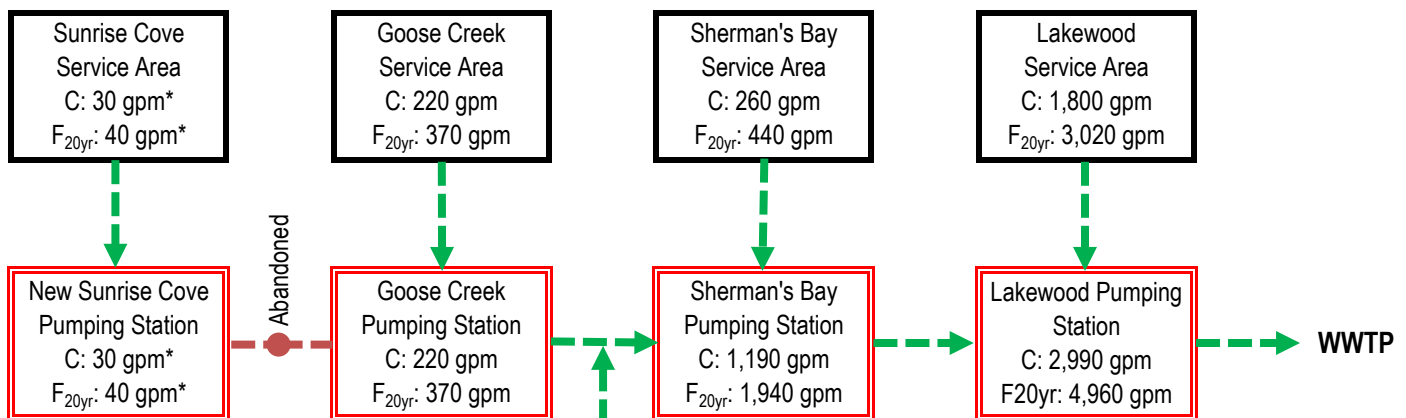 Sunrise Cove
Service Area
C: 30 gpm*
F20yr: 40 gpm*
Goose Creek
Service Area
C: 220 gpm
F20yr: 370 gpm
Sherman's Bay
Service Area
C: 260 gpm
F20yr: 440 gpm
Lakewood
Service Area
C: 1,800 gpm
F20yr: 3,020 gpm
New Sunrise Cove
Pumping Station
C: 30 gpm*
F20yr: 40 gpm*
Abandoned
Goose Creek
Pumping Station
C: 220 gpm
F20yr: 370 gpm
Sherman's Bay
Pumping Station
C: 1,190 gpm
F20yr: 1,940 gpm
Lakewood Pumping
Station
C: 2,990 gpm
F20yr: 4,960 gpm
WWTP